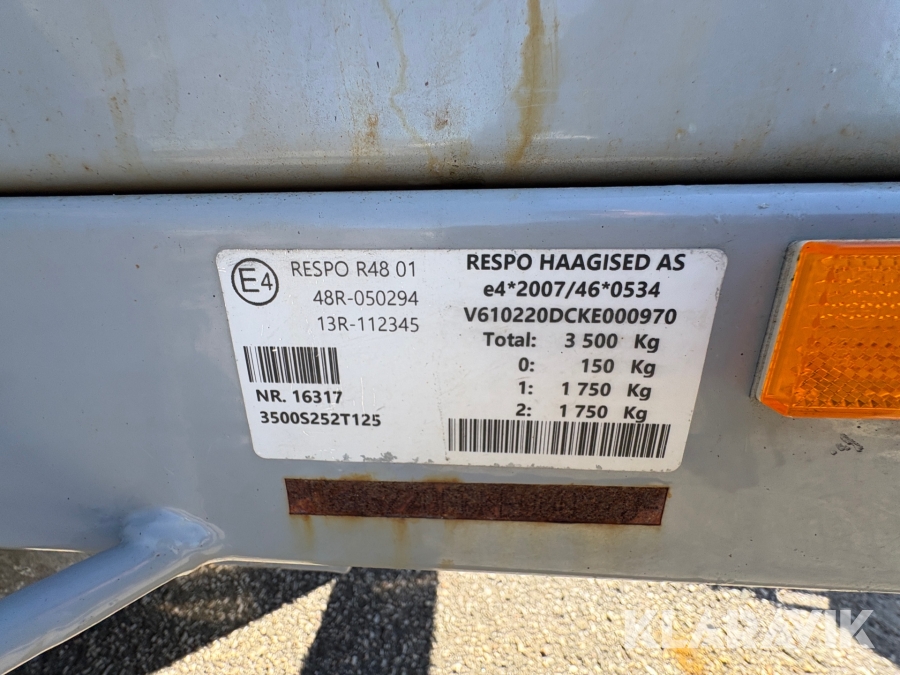 E4
RESPO R48 01
48R-050294
13R-112345
NR. 16317
3500S252T125
RESPO HAAGISED AS
e4*2007/46*0534
V610220DCKE000970
Total: 3 500 Kg
0: 150 Kg
1: 1 750 Kg
2: 1 750 Kg
KLARAVIK